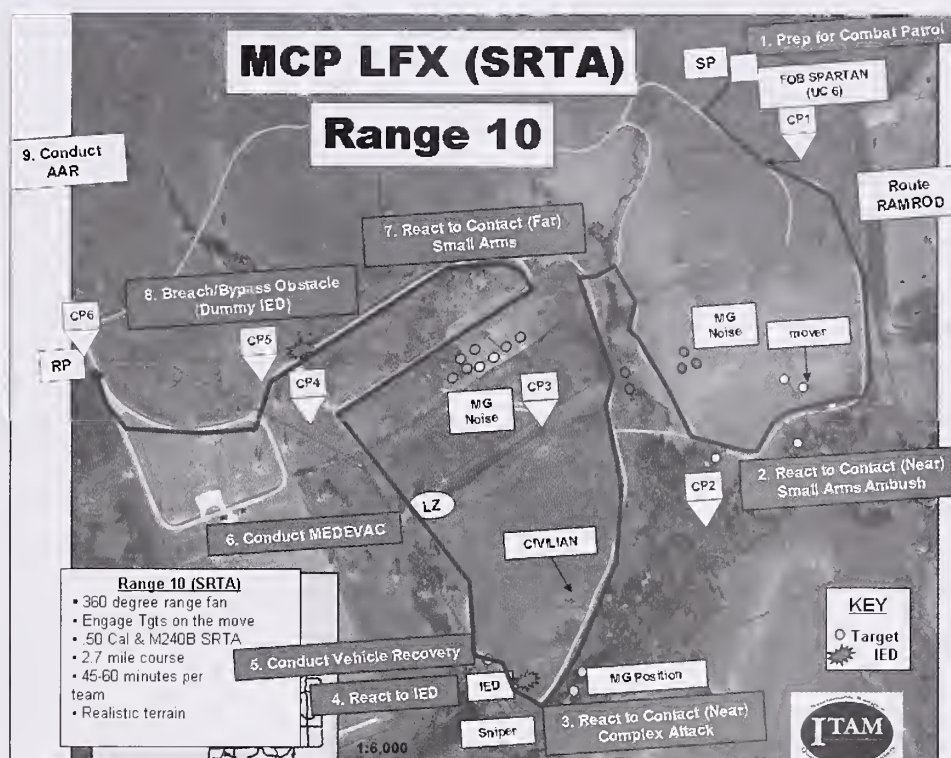 MCP LFX (SRTA)
Range 10
1. Prep for Combat Patrol
SP
FOB SPARTAN
(UC 6)
CP1
9. Conduct
AAR
Route
RAMROD
7. React to Contact (Far)
Small Arms
8. Breach/Bypass Obstacle
(Dummy IED)
CP6
CP5
RP
CP4
MG
Noise
mover
CP3
MG
Noise
2. React to Contact (Near)
Small Arms Ambush
CP2
LZ
6. Conduct MEDEVAC
CIVILIAN
Range 10 (SRTA)
• 360 degree range fan
• Engage Tgts on the move
• .50 Cal & M240B SRTA
• 2.7 mile course
• 45-60 minutes per
team
• Realistic terrain
KEY
Target
IED
5. Conduct Vehicle Recovery
4. React to IED
IED
MG Position
3. React to Contact (Near)
Complex Attack
Sniper
1:6,000
ITAM